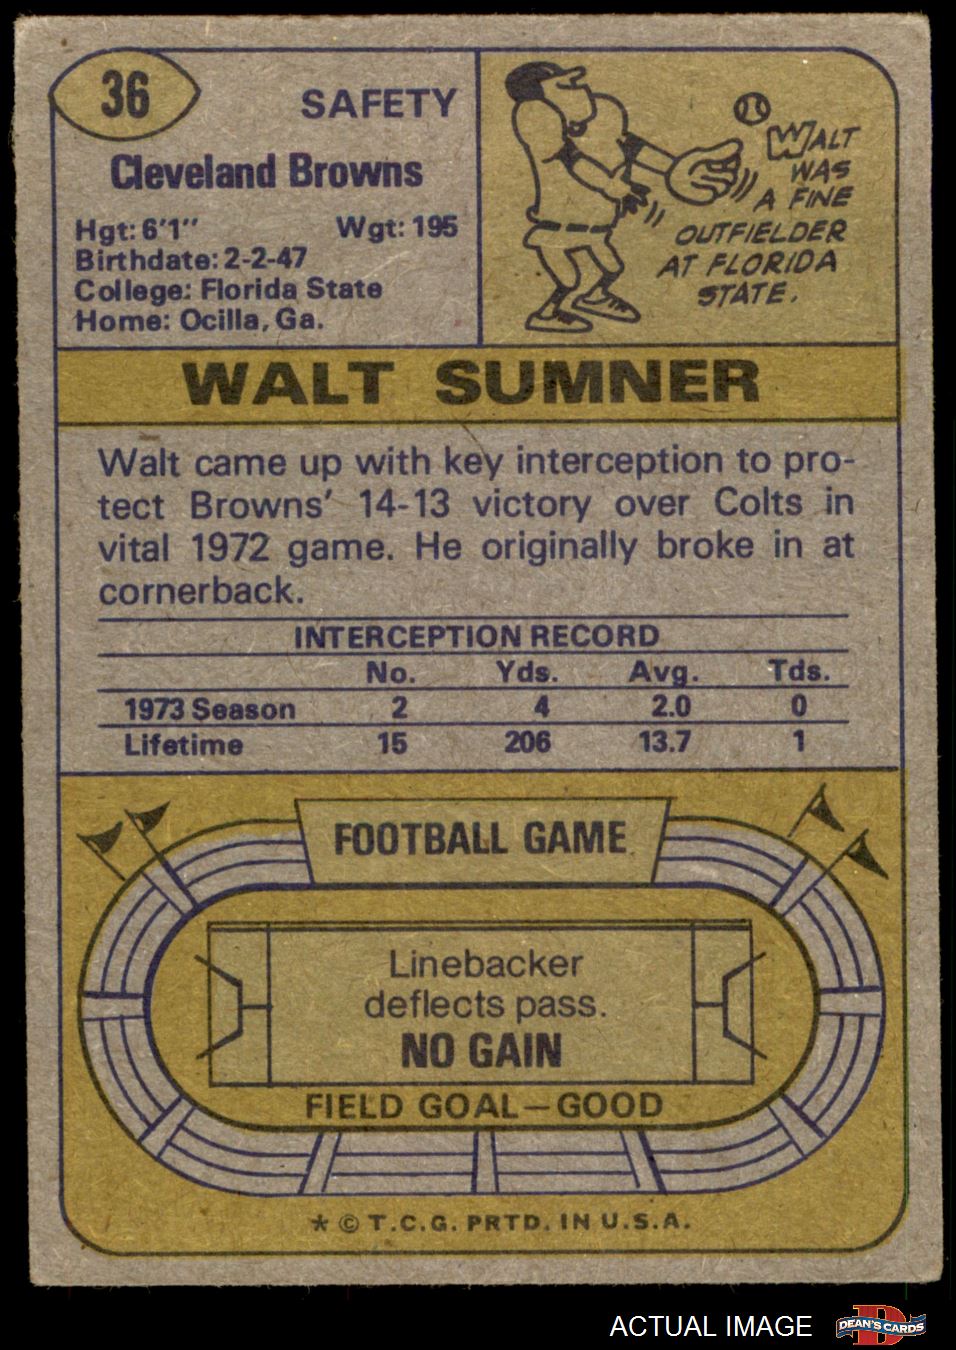 36
SAFETY
Cleveland Browns
Hgt: 6'1" Wgt: 195
Birthdate: 2-2-47
College: Florida State
Home: Ocilla, Ga.
WALT
WAS
A FINE
OUTFIELDER
AT FLORIDA
STATE.
WALT SUMNER
Walt came up with key interception to pro-
tect Browns' 14-13 victory over Colts in
vital 1972 game. He originally broke in at
cornerback.
INTERCEPTION RECORD
No. Yds. Avg. Tds.
1973 Season 2 4 2.0 0
Lifetime 15 206 13.7 1
FOOTBALL GAME
Linebacker
deflects pass.
NO GAIN
FIELD GOAL—GOOD
* © T.C.G. PRTD. IN U.S.A.
ACTUAL IMAGE
D
DEAN'S CARDS